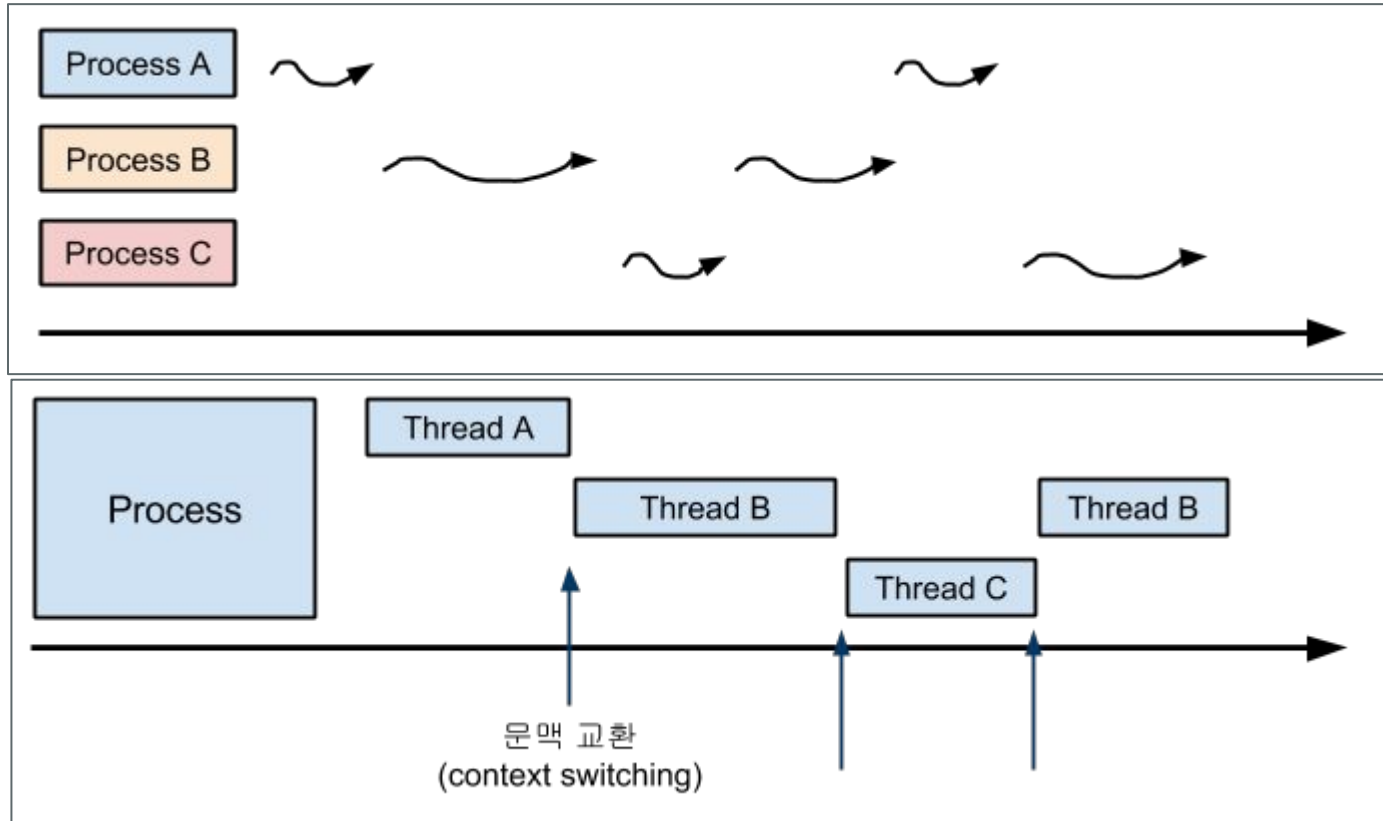 Process A
Process B
Process C
Process
Thread A
Thread B
Thread B
Thread C
문맥 교환
(context switching)